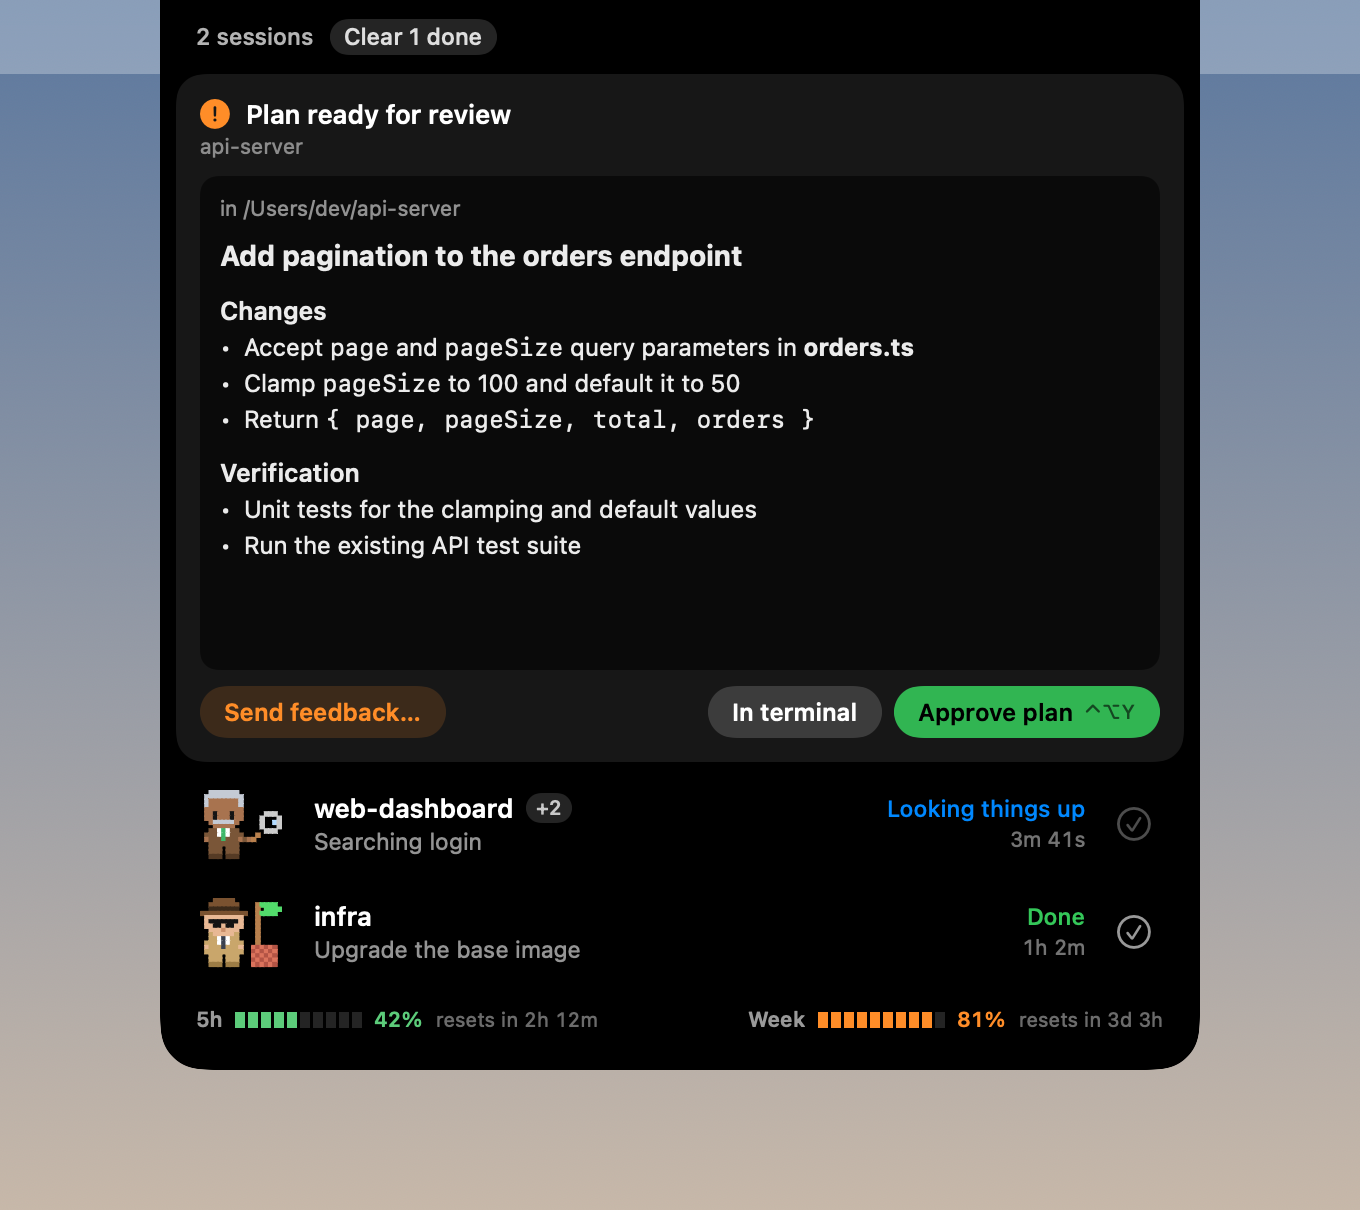 2 sessions Clear 1 done
! Plan ready for review
api-server
in /Users/dev/api-server
Add pagination to the orders endpoint
Changes
• Accept page and pageSize query parameters in orders.ts
• Clamp pageSize to 100 and default it to 50
• Return { page, pageSize, total, orders }
Verification
• Unit tests for the clamping and default values
• Run the existing API test suite
Send feedback... In terminal Approve plan ^⌥Y
web-dashboard +2 Looking things up
Searching login 3m 41s
infra Done
Upgrade the base image 1h 2m
5h 42% resets in 2h 12m Week 81% resets in 3d 3h